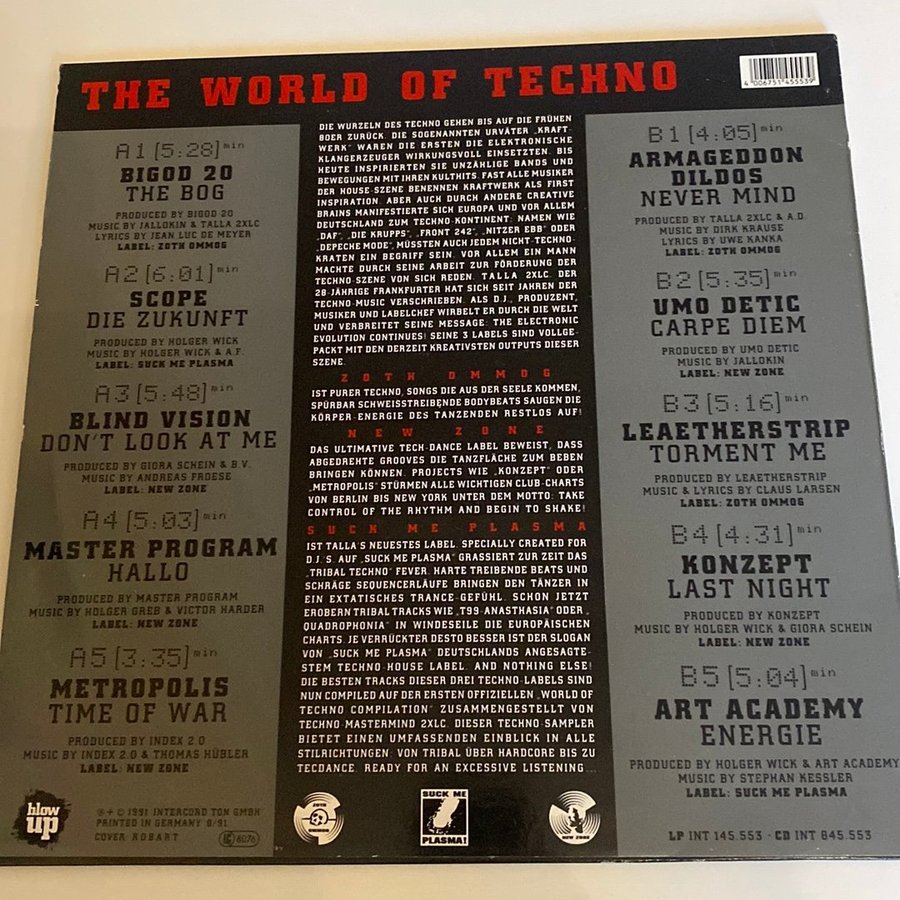 THE WORLD OF TECHNO
4 006751 455539
A1 [5:28] min
BIGOD 20
THE BOG
PRODUCED BY BIGOD 20
MUSIC BY JALLOKIN & TALLA 2XLC
LYRICS BY JEAN LUC DE MEYER
LABEL: ZOTH OMMOG
A2 [6:01] min
SCOPE
DIE ZUKUNFT
PRODUCED BY HOLGER WICK
MUSIC BY HOLGER WICK & A.F.
LABEL: SUCK ME PLASMA
A3 [5:48] min
BLIND VISION
DON'T LOOK AT ME
PRODUCED BY GIORA SCHEIN & B.V.
MUSIC BY ANDREAS FROESE
LABEL: NEW ZONE
A4 [5:03] min
MASTER PROGRAM
HALLO
PRODUCED BY MASTER PROGRAM
MUSIC BY HOLGER GREB & VICTOR HARDER
LABEL: NEW ZONE
A5 [3:35] min
METROPOLIS
TIME OF WAR
PRODUCED BY INDEX 2.0
MUSIC BY INDEX 2.0 & THOMAS HÜBLER
LABEL: NEW ZONE
blow up
℗ + © 1991 INTERCORD TON GMBH
PRINTED IN GERMANY 9/91
COVER ROBART
LC 6076
DIE WURZELN DES TECHNO GEHEN BIS AUF DIE FRÜHEN
80ER ZURÜCK. DIE SOGENANNTEN URVÄTER „KRAFT-
WERK" WAREN DIE ERSTEN DIE ELEKTRONISCHE
KLANGERZEUGER WIRKUNGSVOLL EINSETZTEN. BIS
HEUTE INSPIRIERTEN SIE UNZÄHLIGE BANDS UND
BEWEGUNGEN MIT IHREN KULTHITS. FAST ALLE MUSIKER
DER HOUSE-SZENE BENENNEN KRAFTWERK ALS FIRST
INSPIRATION. ABER AUCH DURCH ANDERE CREATIVE
BRAINS MANIFESTIERTE SICH EUROPA UND VOR ALLEM
DEUTSCHLAND ZUM TECHNO-KONTINENT: NAMEN WIE
„DAF", „DIE KRUPPS", „FRONT 242", „NITZER EBB" ODER
„DEPECHE MODE", MÜSSTEN AUCH JEDEM NICHT-TECHNO-
KRATEN EIN BEGRIFF SEIN. VOR ALLEM EIN MANN
MACHTE DURCH SEINE ARBEIT ZUR FÖRDERUNG DER
TECHNO-SZENE VON SICH REDEN. TALLA 2XLC. DER
28-JÄHRIGE FRANKFURTER HAT SICH SEIT JAHREN DER
TECHNO-MUSIC VERSCHRIEBEN. ALS D.J., PRODUZENT,
MUSIKER UND LABELCHEF WIRBELT ER DURCH DIE WELT
UND VERBREITET SEINE MESSAGE: THE ELECTRONIC
EVOLUTION CONTINUES! SEINE 3 LABELS SIND VOLLGE-
PACKT MIT DEN DERZEIT KREATIVSTEN OUTPUTS DIESER
SZENE.
ZOTH OMMOG
IST PURER TECHNO, SONGS DIE AUS DER SEELE KOMMEN,
SPÜRBAR SCHWEISSTREIBENDE BODYBEATS SAUGEN DIE
KÖRPER-ENERGIE DES TANZENDEN RESTLOS AUF!
NEW ZONE
DAS ULTIMATIVE TECH-DANCE LABEL BEWEIST, DASS
ABGEDREHTE GROOVES DIE TANZFLÄCHE ZUM BEBEN
BRINGEN KÖNNEN. PROJECTS WIE „KONZEPT" ODER
„METROPOLIS" STÜRMEN ALLE WICHTIGEN CLUB-CHARTS
VON BERLIN BIS NEW YORK UNTER DEM MOTTO: TAKE
CONTROL OF THE RHYTHM AND BEGIN TO SHAKE!
SUCK ME PLASMA
IST TALLA'S NEUESTES LABEL. SPECIALLY CREATED FOR
D.J.'S. AUF „SUCK ME PLASMA" GRASSIERT ZUR ZEIT DAS
„TRIBAL TECHNO" FEVER. HARTE TREIBENDE BEATS UND
SCHRÄGE SEQUENCERLÄUFE BRINGEN DEN TÄNZER IN
EIN EXTATISCHES TRANCE-GEFÜHL. SCHON JETZT
EROBERN TRIBAL TRACKS WIE „T99-ANASTHASIA" ODER „
QUADROPHONIA" IN WINDESEILE DIE EUROPÄISCHEN
CHARTS. JE VERRÜCKTER DESTO BESSER IST DER SLOGAN
VON „SUCK ME PLASMA" DEUTSCHLANDS ANGESAGTE-
STEM TECHNO-HOUSE LABEL. AND NOTHING ELSE!
DIE BESTEN TRACKS DIESER DREI TECHNO-LABELS SIND
NUN COMPILED AUF DER ERSTEN OFFIZIELLEN „WORLD OF
TECHNO COMPILATION" ZUSAMMENGESTELLT VON
TECHNO-MASTERMIND 2XLC. DIESER TECHNO-SAMPLER
BIETET EINEN UMFASSENDEN EINBLICK IN ALLE
STILRICHTUNGEN: VON TRIBAL ÜBER HARDCORE BIS ZU
TECDANCE. READY FOR AN EXCESSIVE LISTENING...
ZOTH OMMOG
SUCK ME PLASMA!
NEW ZONE
B1 [4:05] min
ARMAGEDDON
DILDOS
NEVER MIND
PRODUCED BY TALLA 2XLC & A.D.
MUSIC BY DIRK KRAUSE
LYRICS BY UWE KANKA
LABEL: ZOTH OMMOG
B2 [5:35] min
UMO DETIC
CARPE DIEM
PRODUCED BY UMO DETIC
MUSIC BY JALLOKIN
LABEL: NEW ZONE
B3 [5:16] min
LEAETHERSTRIP
TORMENT ME
PRODUCED BY LEAETHERSTRIP
MUSIC & LYRICS BY CLAUS LARSEN
LABEL: ZOTH OMMOG
B4 [4:31] min
KONZEPT
LAST NIGHT
PRODUCED BY KONZEPT
MUSIC BY HOLGER WICK & GIORA SCHEIN
LABEL: NEW ZONE
B5 [5:04] min
ART ACADEMY
ENERGIE
PRODUCED BY HOLGER WICK & ART ACADEMY
MUSIC BY STEPHAN KESSLER
LABEL: SUCK ME PLASMA
LP INT 145.553 · CD INT 845.553